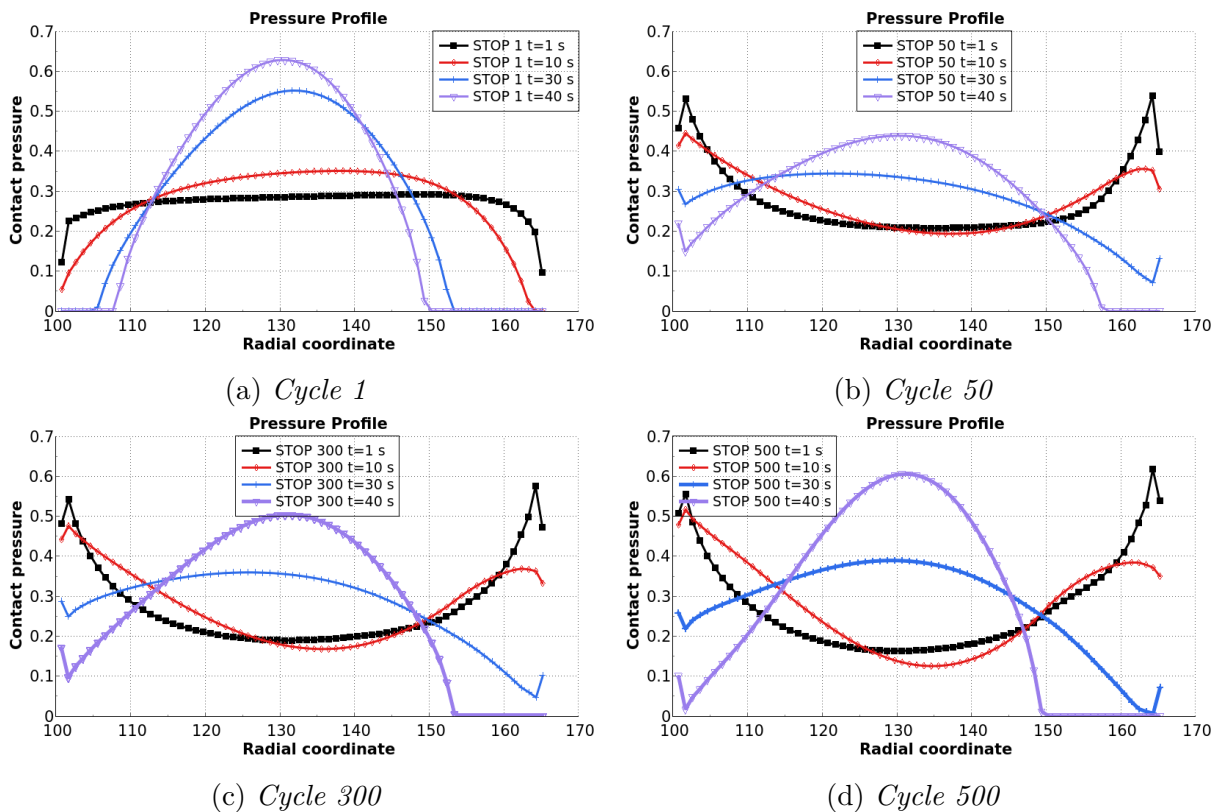 Pressure Profile
0.7
0.6
0.5
0.4
0.3
0.2
0.1
0
Contact pressure
STOP 1 t=1 s
STOP 1 t=10 s
STOP 1 t=30 s
STOP 1 t=40 s
100 110 120 130 140 150 160 170
Radial coordinate
(a) Cycle 1
Pressure Profile
0.7
0.6
0.5
0.4
0.3
0.2
0.1
0
Contact pressure
STOP 50 t=1 s
STOP 50 t=10 s
STOP 50 t=30 s
STOP 50 t=40 s
100 110 120 130 140 150 160 170
Radial coordinate
(b) Cycle 50
Pressure Profile
0.7
0.6
0.5
0.4
0.3
0.2
0.1
0
Contact pressure
STOP 300 t=1 s
STOP 300 t=10 s
STOP 300 t=30 s
STOP 300 t=40 s
100 110 120 130 140 150 160 170
Radial coordinate
(c) Cycle 300
Pressure Profile
0.7
0.6
0.5
0.4
0.3
0.2
0.1
0
Contact pressure
STOP 500 t=1 s
STOP 500 t=10 s
STOP 500 t=30 s
STOP 500 t=40 s
100 110 120 130 140 150 160 170
Radial coordinate
(d) Cycle 500